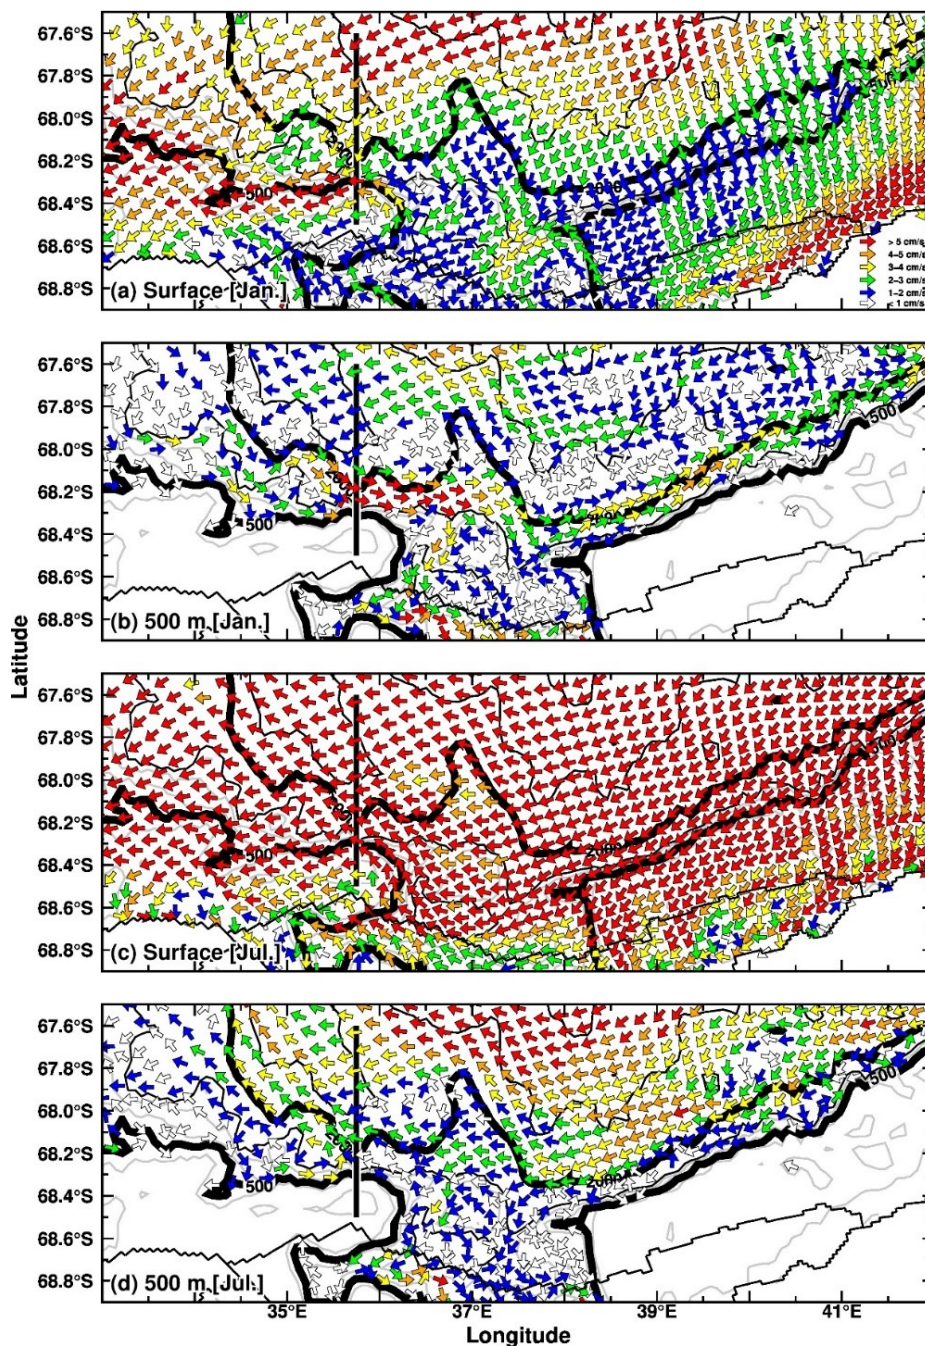 67.6°S
67.8°S
68.0°S
68.2°S
68.4°S
68.6°S
68.8°S
500
> 5 cm/s
4–5 cm/s
3–4 cm/s
2–3 cm/s
1–2 cm/s
< 1 cm/s
(a) Surface [Jan.]
67.6°S
67.8°S
68.0°S
68.2°S
68.4°S
68.6°S
68.8°S
500
500
(b) 500 m [Jan.]
Latitude
67.6°S
67.8°S
68.0°S
68.2°S
68.4°S
68.6°S
68.8°S
500
2000
(c) Surface [Jul.]
67.6°S
67.8°S
68.0°S
68.2°S
68.4°S
68.6°S
68.8°S
500
500
2000
(d) 500 m [Jul.]
35°E
37°E
39°E
41°E
Longitude